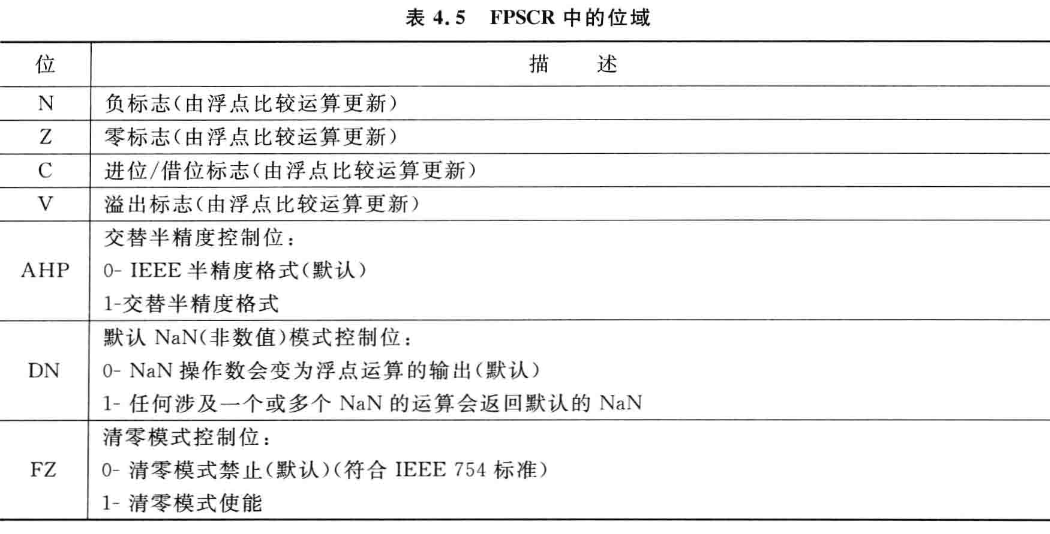 表 4.5 FPSCR 中的位域
位 描 述
N 负标志(由浮点比较运算更新)
Z 零标志(由浮点比较运算更新)
C 进位/借位标志(由浮点比较运算更新)
V 溢出标志(由浮点比较运算更新)
交替半精度控制位：
AHP 0- IEEE 半精度格式(默认)
1-交替半精度格式
默认 NaN(非数值)模式控制位：
DN 0- NaN 操作数会变为浮点运算的输出(默认)
1- 任何涉及一个或多个 NaN 的运算会返回默认的 NaN
清零模式控制位：
FZ 0- 清零模式禁止(默认)(符合 IEEE 754 标准)
1- 清零模式使能